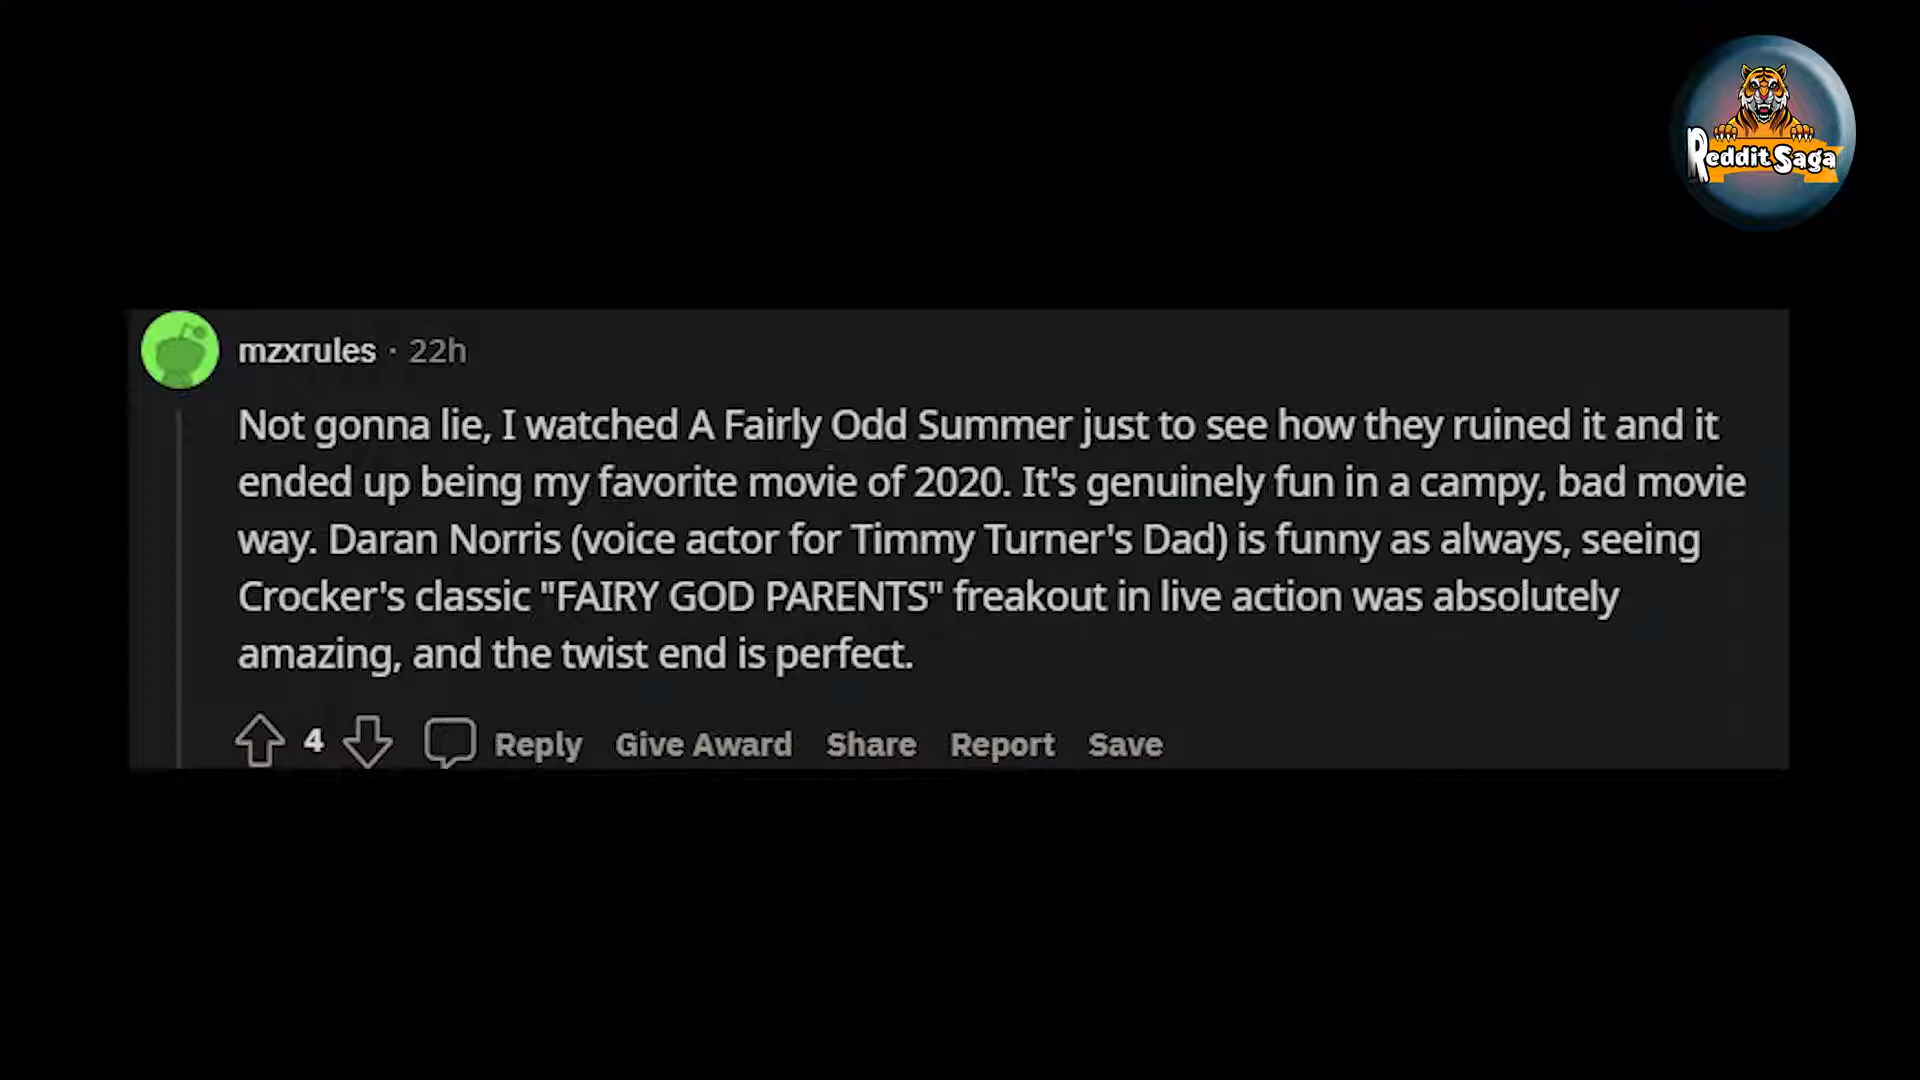 Reddit Saga
mzxrules · 22h
Not gonna lie, I watched A Fairly Odd Summer just to see how they ruined it and it
ended up being my favorite movie of 2020. It's genuinely fun in a campy, bad movie
way. Daran Norris (voice actor for Timmy Turner's Dad) is funny as always, seeing
Crocker's classic "FAIRY GOD PARENTS" freakout in live action was absolutely
amazing, and the twist end is perfect.
4 Reply Give Award Share Report Save